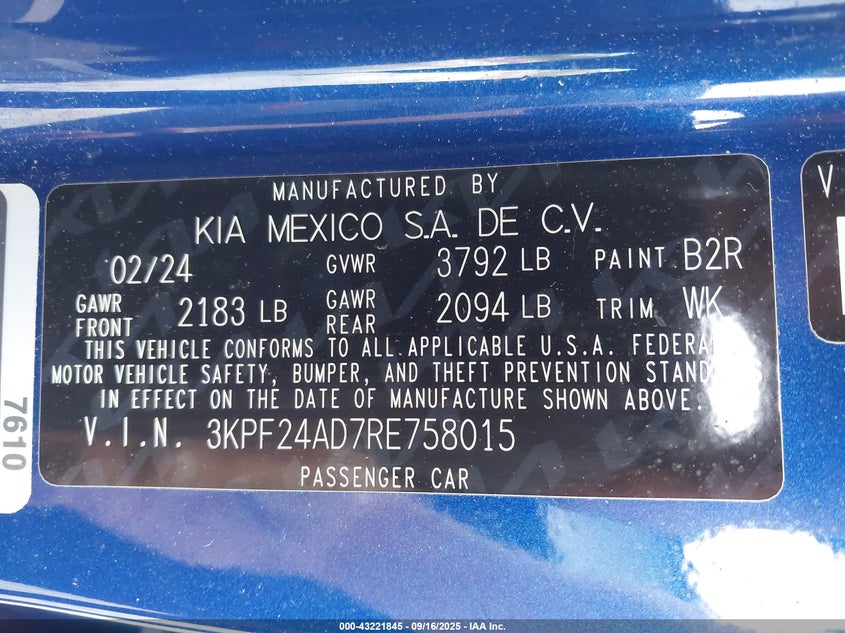 MANUFACTURED BY
KIA MEXICO S.A. DE C.V.
02/24 GVWR 3792 LB PAINT B2R
GAWR FRONT 2183 LB GAWR REAR 2094 LB TRIM WK
THIS VEHICLE CONFORMS TO ALL APPLICABLE U.S.A. FEDERA
MOTOR VEHICLE SAFETY, BUMPER, AND THEFT PREVENTION STAND
IN EFFECT ON THE DATE OF MANUFACTURE SHOWN ABOVE.
V.I.N. 3KPF24AD7RE758015
PASSENGER CAR
7610
V
000-43221845 - 09/16/2025 - IAA Inc.